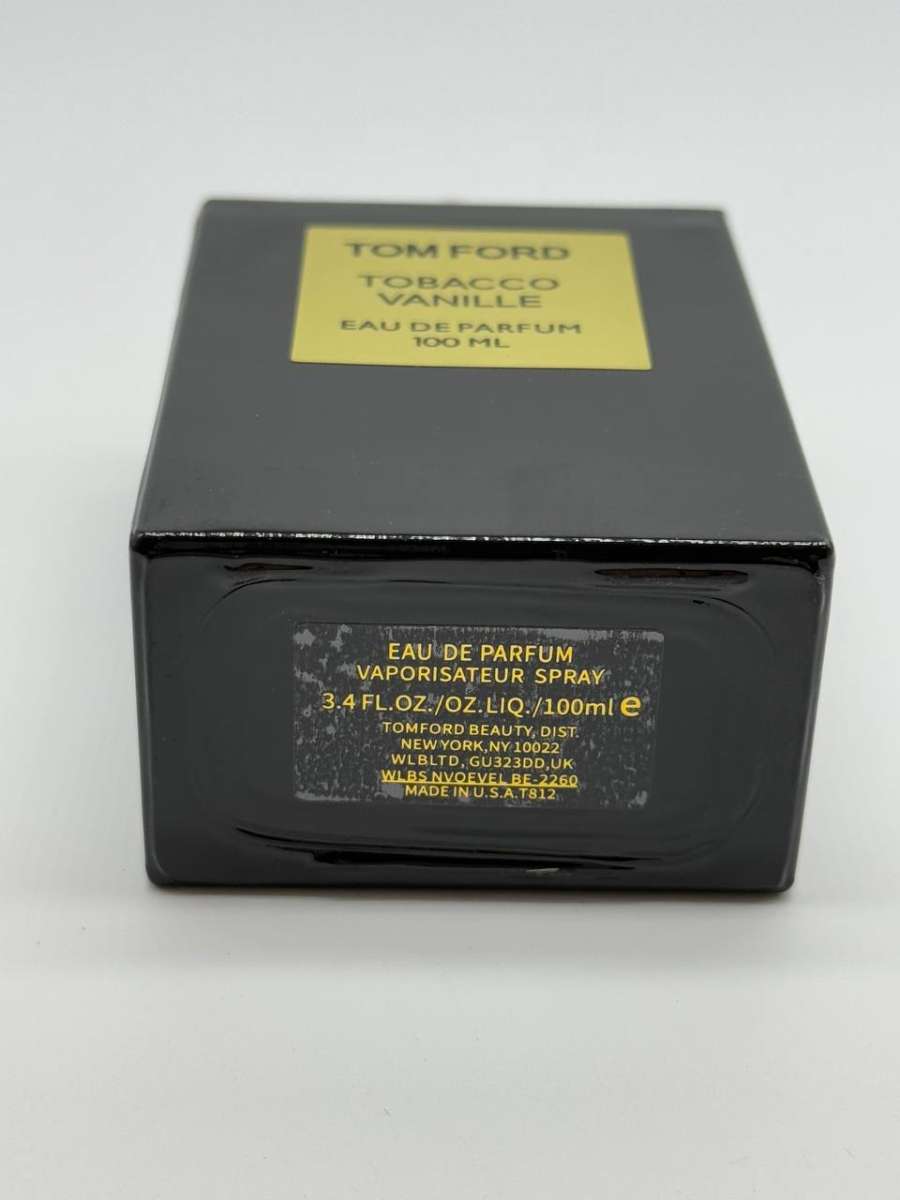 TOM FORD
TOBACCO
VANILLE
EAU DE PARFUM
100 ML
EAU DE PARFUM
VAPORISATEUR SPRAY
3.4 FL.OZ./OZ.LIQ./100ml e
TOMFORD BEAUTY, DIST.
NEW YORK,NY 10022
WLBLTD, GU323DD,UK
WLBS NVOEVEL BE-2260
MADE IN U.S.A.T812